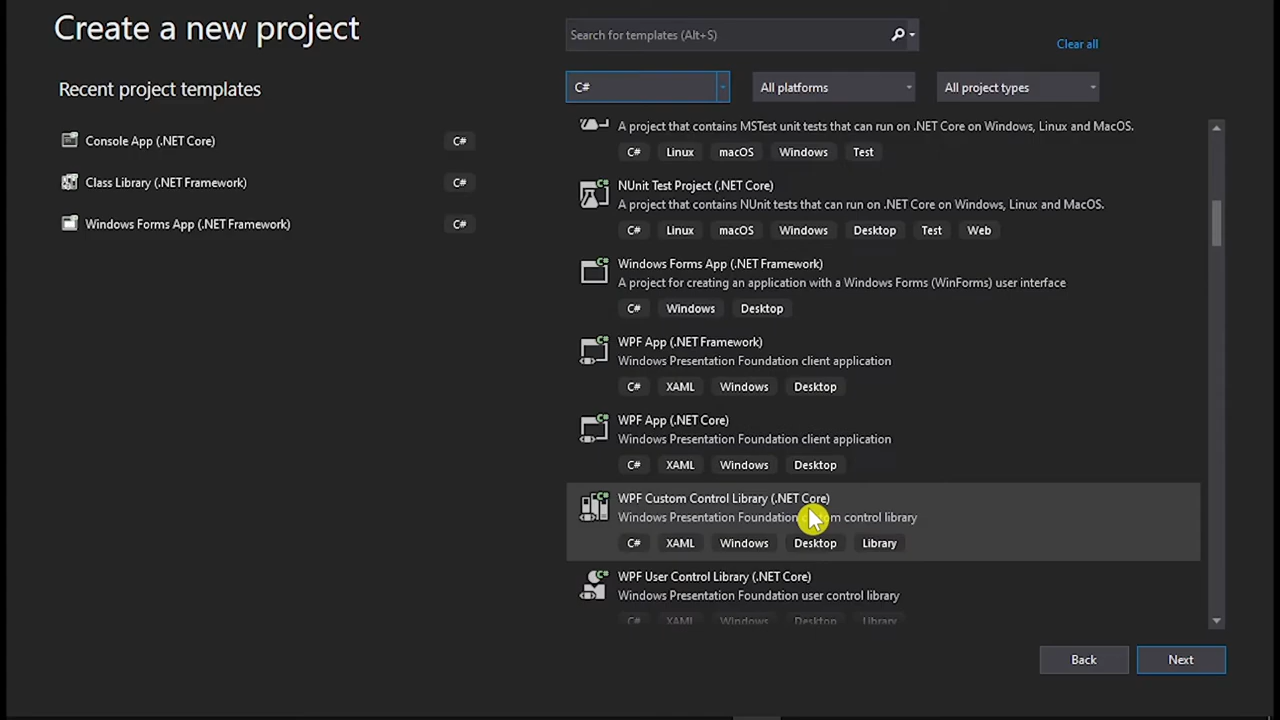 Create a new project
Search for templates (Alt+S)
Clear all
Recent project templates
C#
All platforms
All project types
Console App (.NET Core)
C#
Class Library (.NET Framework)
C#
Windows Forms App (.NET Framework)
C#
A project that contains MSTest unit tests that can run on .NET Core on Windows, Linux and MacOS.
C# Linux macOS Windows Test
NUnit Test Project (.NET Core)
A project that contains NUnit tests that can run on .NET Core on Windows, Linux and MacOS.
C# Linux macOS Windows Desktop Test Web
Windows Forms App (.NET Framework)
A project for creating an application with a Windows Forms (WinForms) user interface
C# Windows Desktop
WPF App (.NET Framework)
Windows Presentation Foundation client application
C# XAML Windows Desktop
WPF App (.NET Core)
Windows Presentation Foundation client application
C# XAML Windows Desktop
WPF Custom Control Library (.NET Core)
Windows Presentation Foundation custom control library
C# XAML Windows Desktop Library
WPF User Control Library (.NET Core)
Windows Presentation Foundation user control library
C# XAML Windows Desktop Library
Back
Next